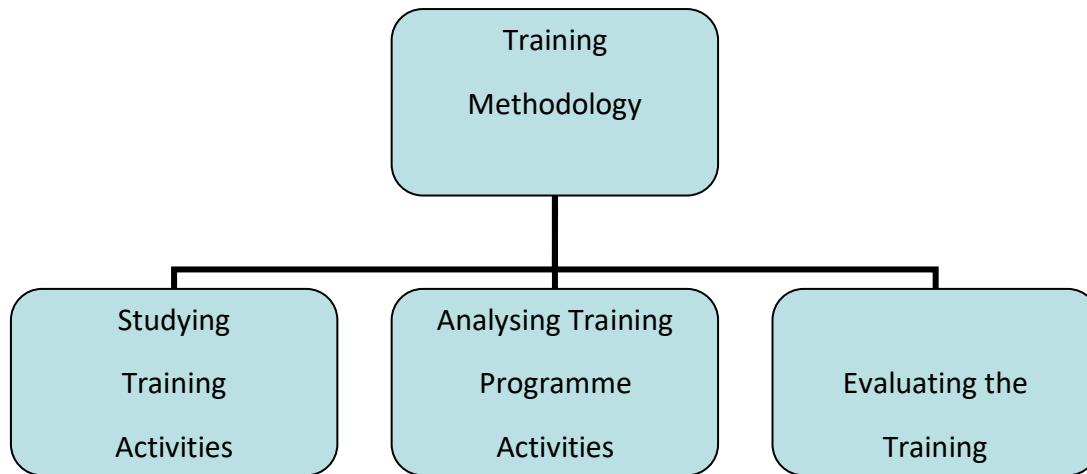 Training
Methodology
Studying
Training
Activities
Analysing Training
Programme
Activities
Evaluating the
Training